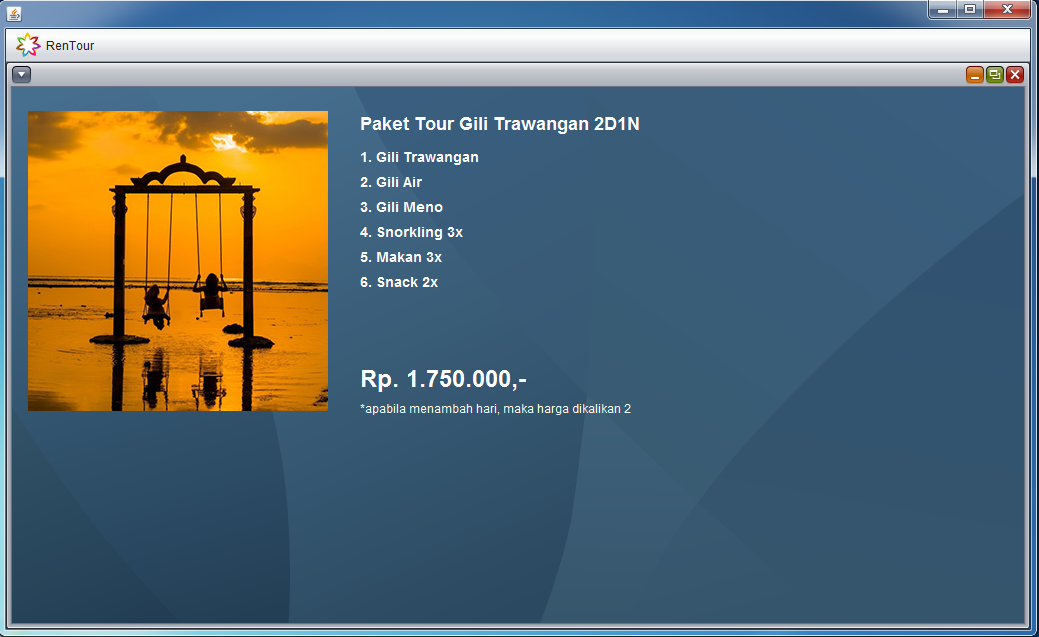 RenTour
Paket Tour Gili Trawangan 2D1N
1. Gili Trawangan
2. Gili Air
3. Gili Meno
4. Snorkling 3x
5. Makan 3x
6. Snack 2x
Rp. 1.750.000,-
*apabila menambah hari, maka harga dikalikan 2